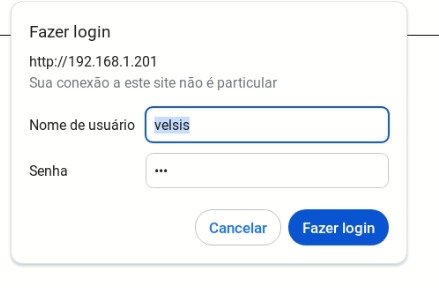 Fazer login
http://192.168.1.201
Sua conexão a este site não é particular
Nome de usuário velsis
Senha •••
Cancelar Fazer login